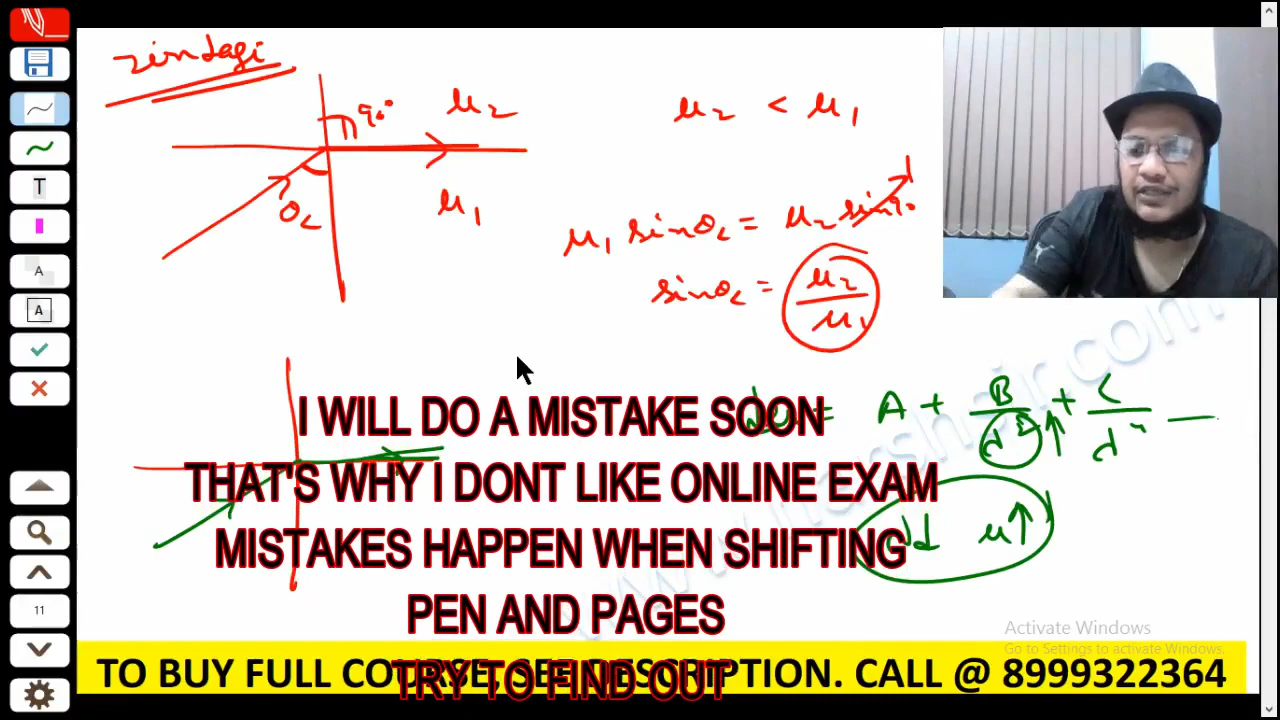 zindagi
90°
μ2
μ2 < μ1
θc
μ1
μ1 sinθc = μ2 sin90 1
sinθc = μ2/μ1
I WILL DO A MISTAKE SOON
= A + B/λ² ↑ + C/λ⁴ —
THAT'S WHY I DONT LIKE ONLINE EXAM
MISTAKES HAPPEN WHEN SHIFTING
μ↑
PEN AND PAGES
Activate Windows
Go to Settings to activate Windows.
TO BUY FULL COURSE, SEE DESCRIPTION. CALL @ 8999322364
TRY TO FIND OUT
T
A
A
11